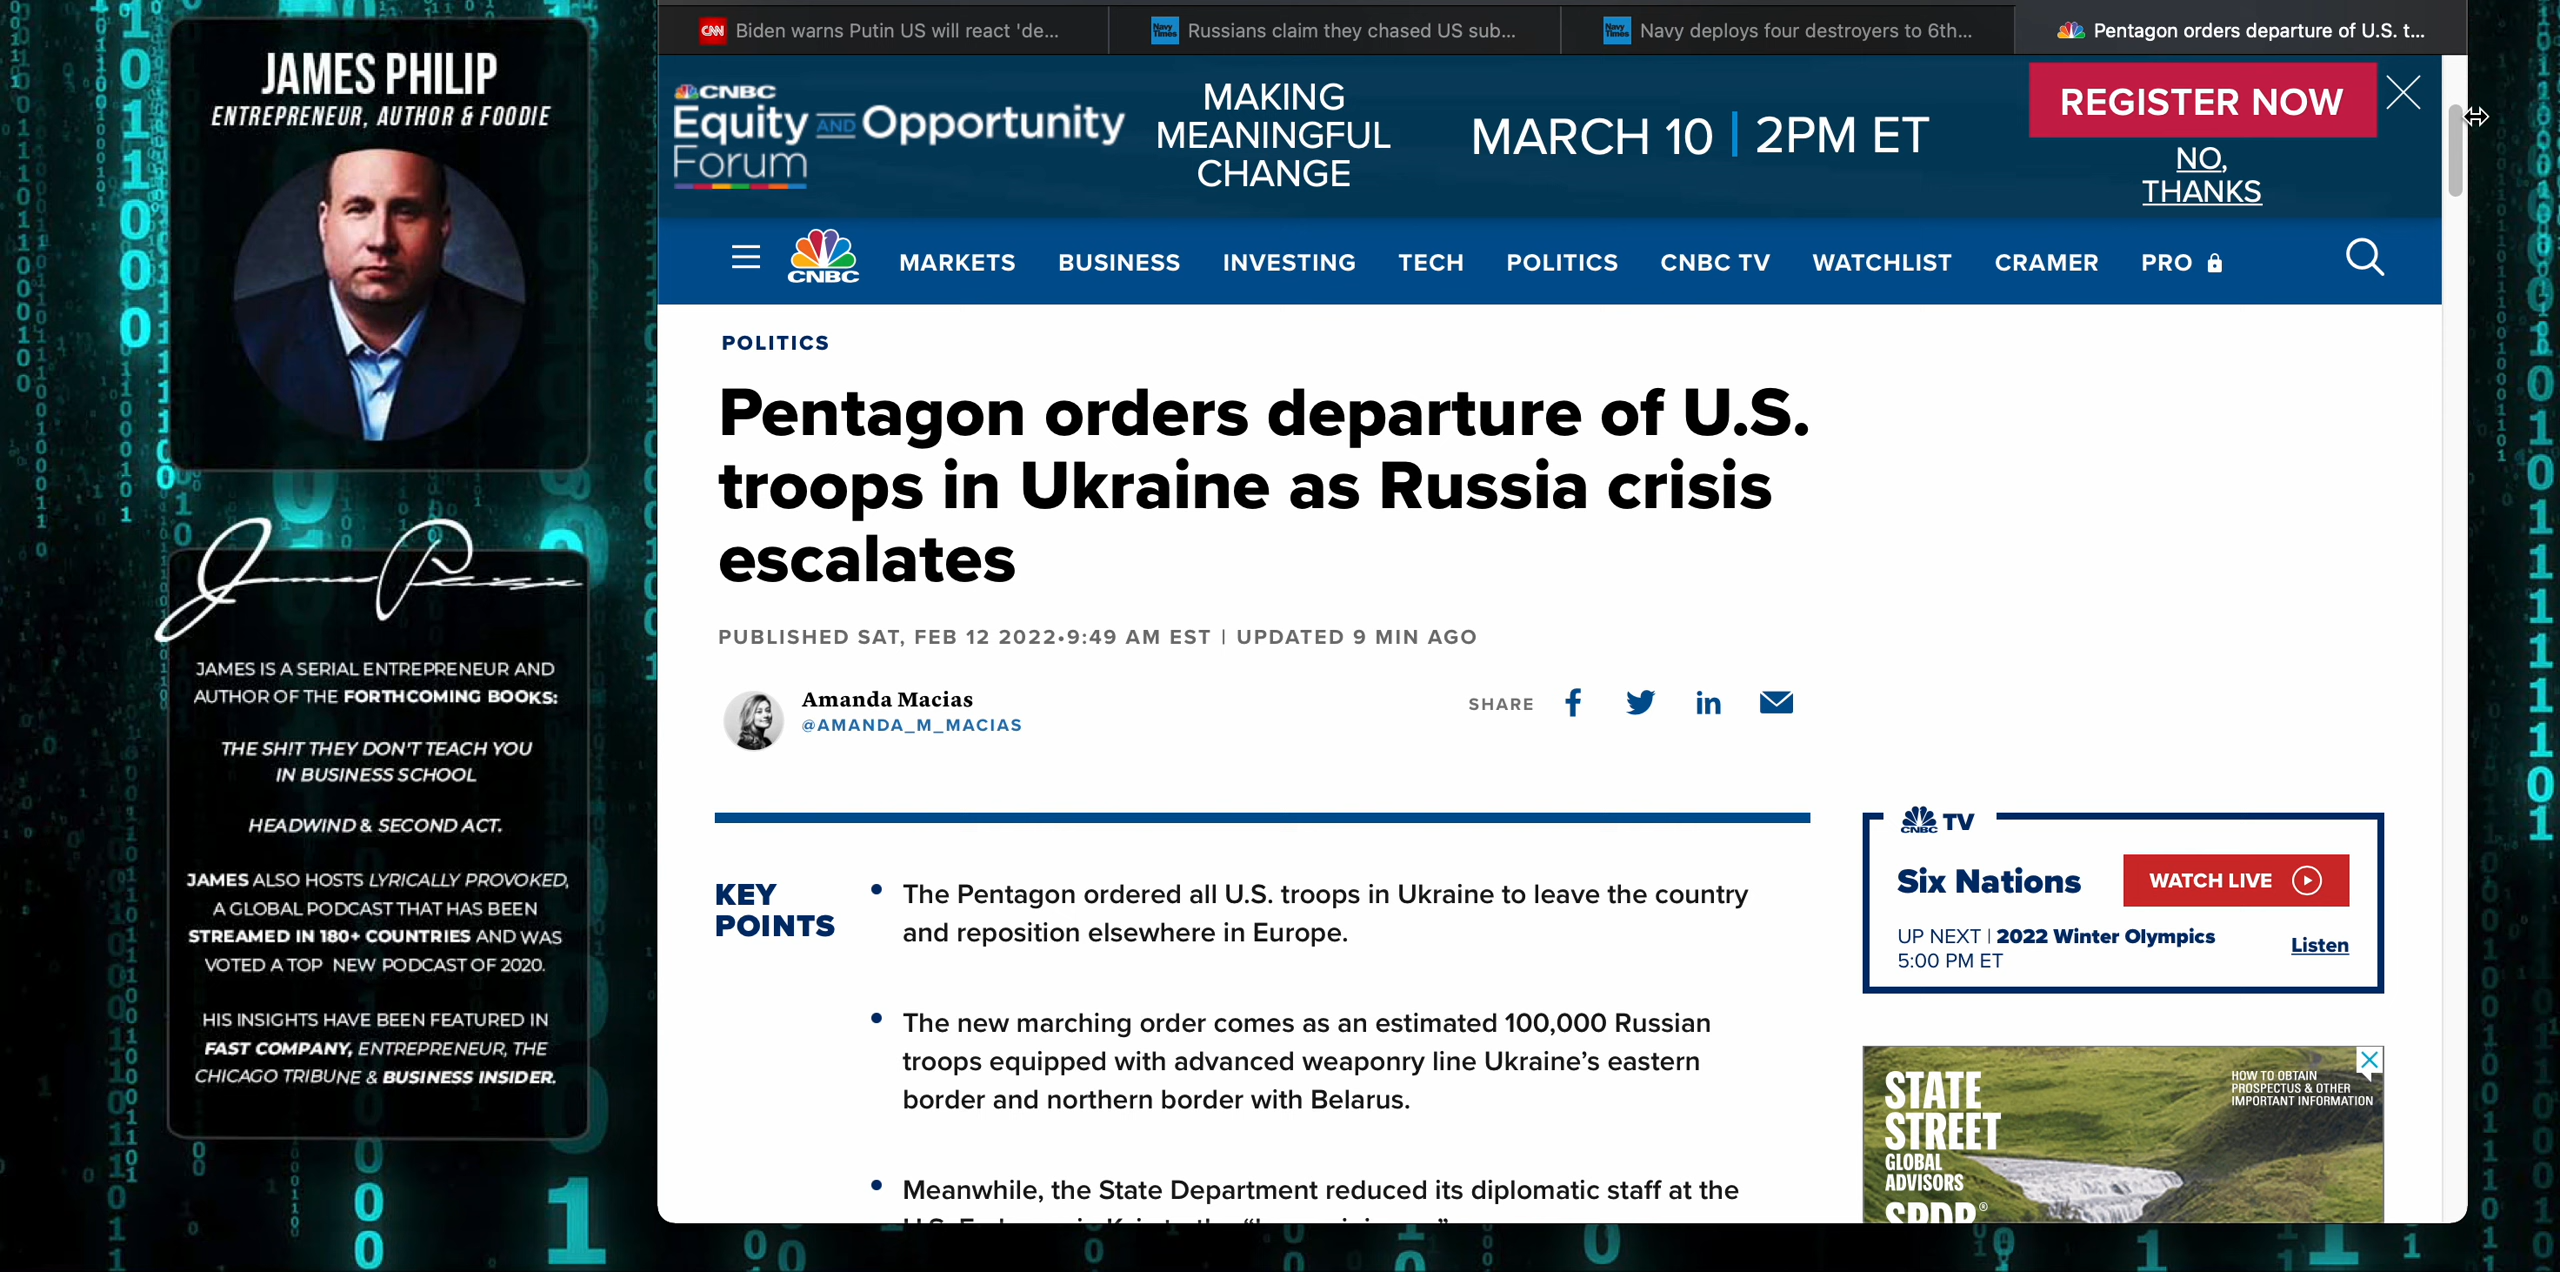 JAMES PHILIP
ENTREPRENEUR, AUTHOR & FOODIE
JAMES IS A SERIAL ENTREPRENEUR AND
AUTHOR OF THE FORTHCOMING BOOKS:
THE SH!T THEY DON'T TEACH YOU
IN BUSINESS SCHOOL
HEADWIND & SECOND ACT.
JAMES ALSO HOSTS LYRICALLY PROVOKED,
A GLOBAL PODCAST THAT HAS BEEN
STREAMED IN 180+ COUNTRIES AND WAS
VOTED A TOP NEW PODCAST OF 2020.
HIS INSIGHTS HAVE BEEN FEATURED IN
FAST COMPANY, ENTREPRENEUR, THE
CHICAGO TRIBUNE & BUSINESS INSIDER.
CNN Biden warns Putin US will react 'de...
Navy Times Russians claim they chased US sub...
Navy Times Navy deploys four destroyers to 6th...
Pentagon orders departure of U.S. t...
CNBC
Equity AND Opportunity
Forum
MAKING
MEANINGFUL
CHANGE
MARCH 10 | 2PM ET
REGISTER NOW
NO,
THANKS
CNBC MARKETS BUSINESS INVESTING TECH POLITICS CNBC TV WATCHLIST CRAMER PRO
POLITICS
Pentagon orders departure of U.S.
troops in Ukraine as Russia crisis
escalates
PUBLISHED SAT, FEB 12 2022•9:49 AM EST | UPDATED 9 MIN AGO
Amanda Macias
@AMANDA_M_MACIAS
SHARE
KEY
POINTS
• The Pentagon ordered all U.S. troops in Ukraine to leave the country
and reposition elsewhere in Europe.
• The new marching order comes as an estimated 100,000 Russian
troops equipped with advanced weaponry line Ukraine’s eastern
border and northern border with Belarus.
• Meanwhile, the State Department reduced its diplomatic staff at the
CNBC TV
Six Nations
WATCH LIVE
UP NEXT | 2022 Winter Olympics
5:00 PM ET
Listen
STATE
STREET
GLOBAL
ADVISORS
SPDR®
HOW TO OBTAIN
PROSPECTUS & OTHER
IMPORTANT INFORMATION